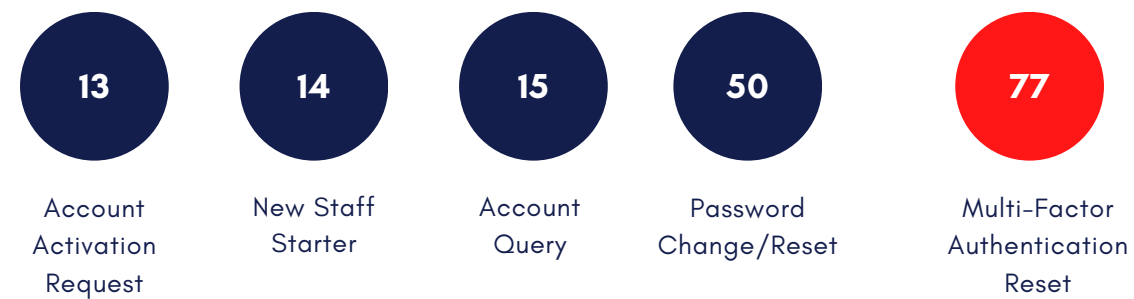 13
14
15
50
77
Account
Activation
Request
New Staff
Starter
Account
Query
Password
Change/Reset
Multi-Factor
Authentication
Reset